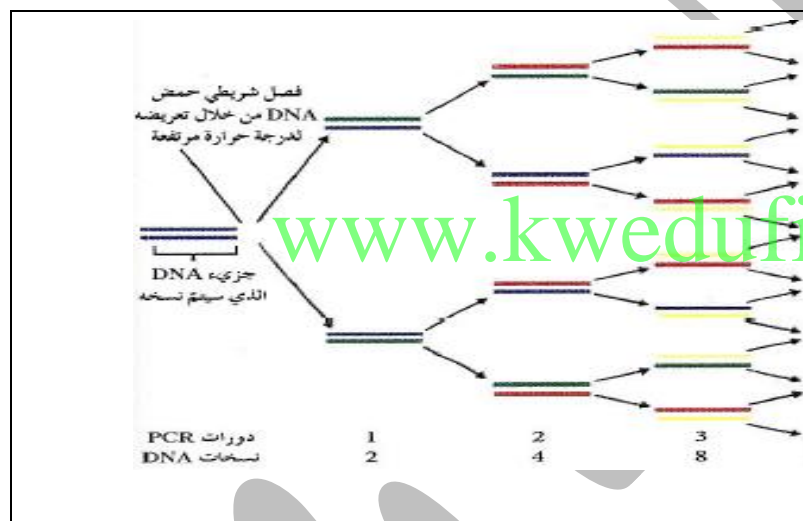 فصل شريطي حمض
DNA من خلال تعريضه
لدرجة حرارة مرتفعة
www.kwedufi
جزيء DNA
الذي سيتمّ نسخه
دورات PCR 1 2 3
نسخات DNA 2 4 8